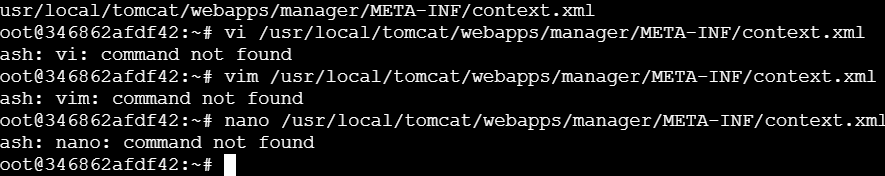 usr/local/tomcat/webapps/manager/META-INF/context.xml
oot@346862afdf42:~# vi /usr/local/tomcat/webapps/manager/META-INF/context.xml
ash: vi: command not found
oot@346862afdf42:~# vim /usr/local/tomcat/webapps/manager/META-INF/context.xml
ash: vim: command not found
oot@346862afdf42:~# nano /usr/local/tomcat/webapps/manager/META-INF/context.xml
ash: nano: command not found
oot@346862afdf42:~#